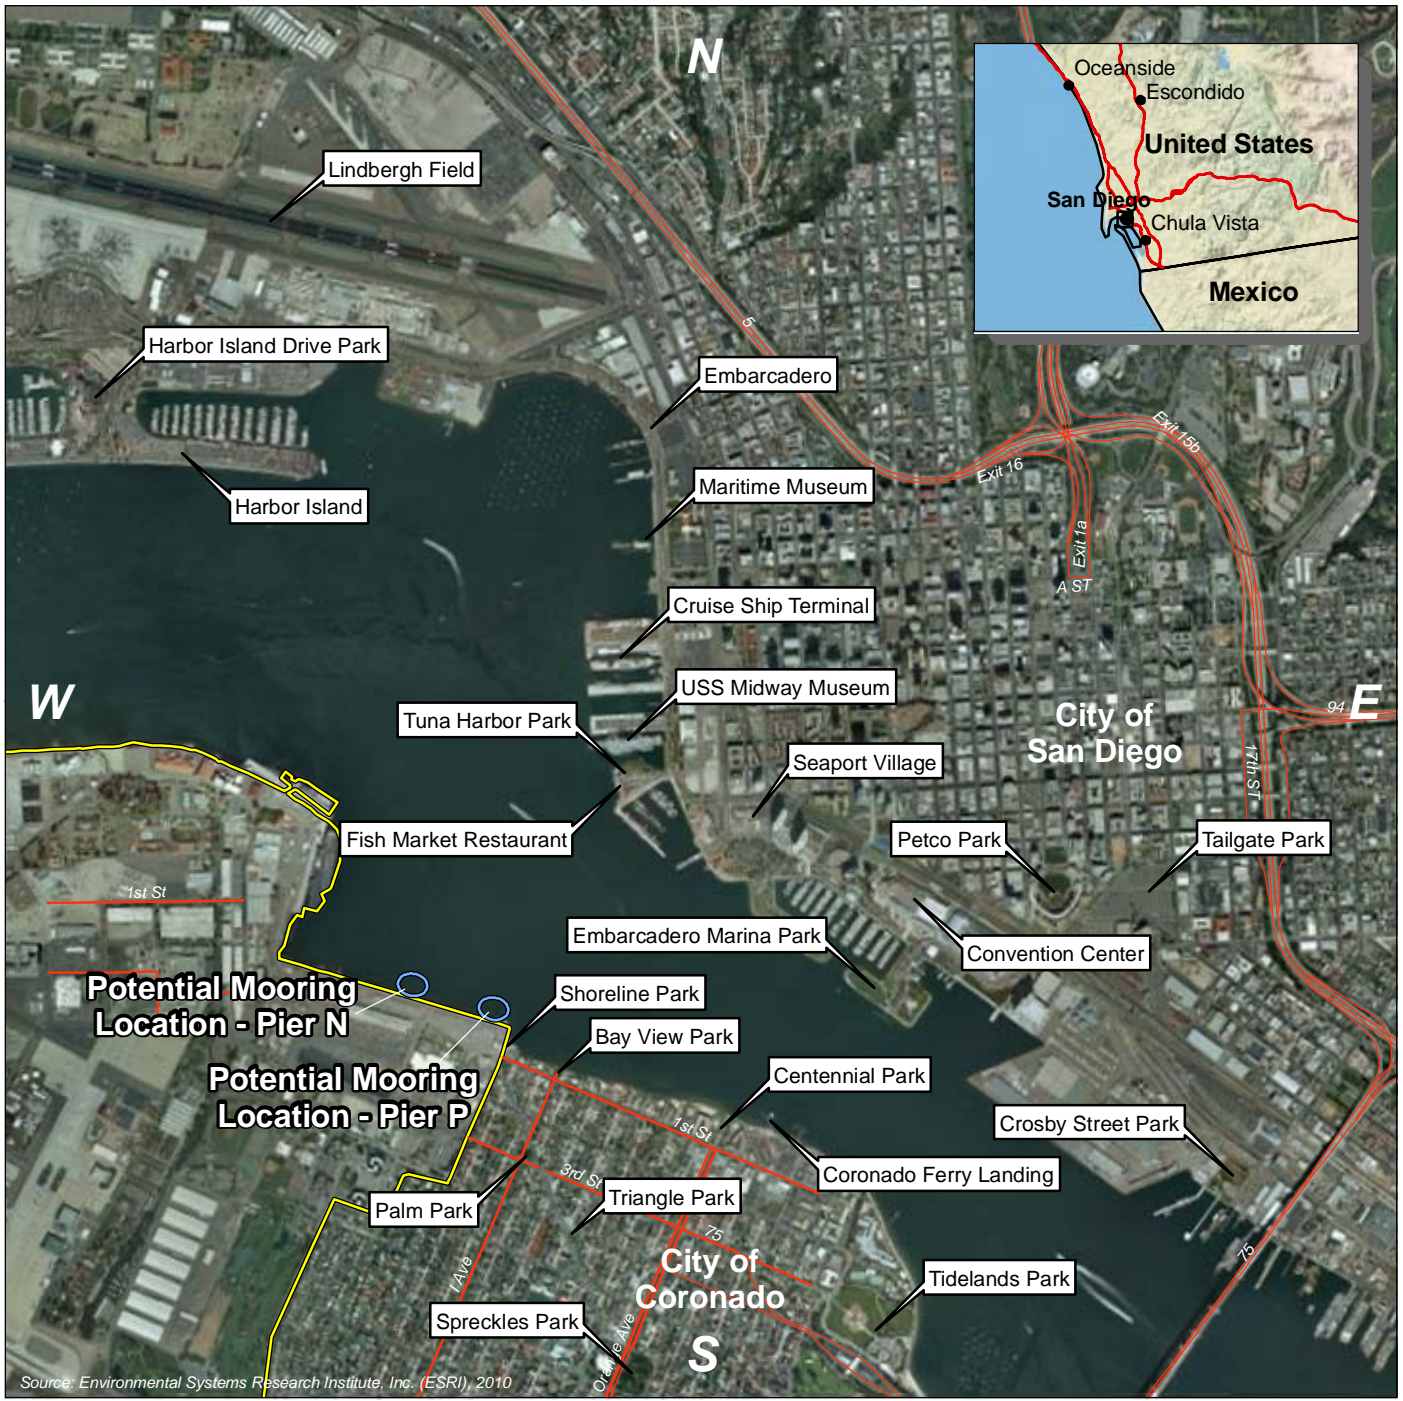 N
Oceanside
Escondido
United States
San Diego
Chula Vista
Mexico
Lindbergh Field
5
Harbor Island Drive Park
Embarcadero
Exit 15b
Exit 16
Maritime Museum
Harbor Island
Exit 1a
A ST
Cruise Ship Terminal
USS Midway Museum
W
Tuna Harbor Park
City of
San Diego
94
E
Seaport Village
17th ST
Fish Market Restaurant
Petco Park
Tailgate Park
1st St
Embarcadero Marina Park
Convention Center
Potential Mooring
Location - Pier N
Shoreline Park
Bay View Park
Potential Mooring
Location - Pier P
Centennial Park
1st St
Crosby Street Park
3rd St
Coronado Ferry Landing
Palm Park
Triangle Park
75
75
City of
Coronado
I Ave
Tidelands Park
Spreckles Park
Orange Ave
S
Source: Environmental Systems Research Institute, Inc. (ESRI), 2010